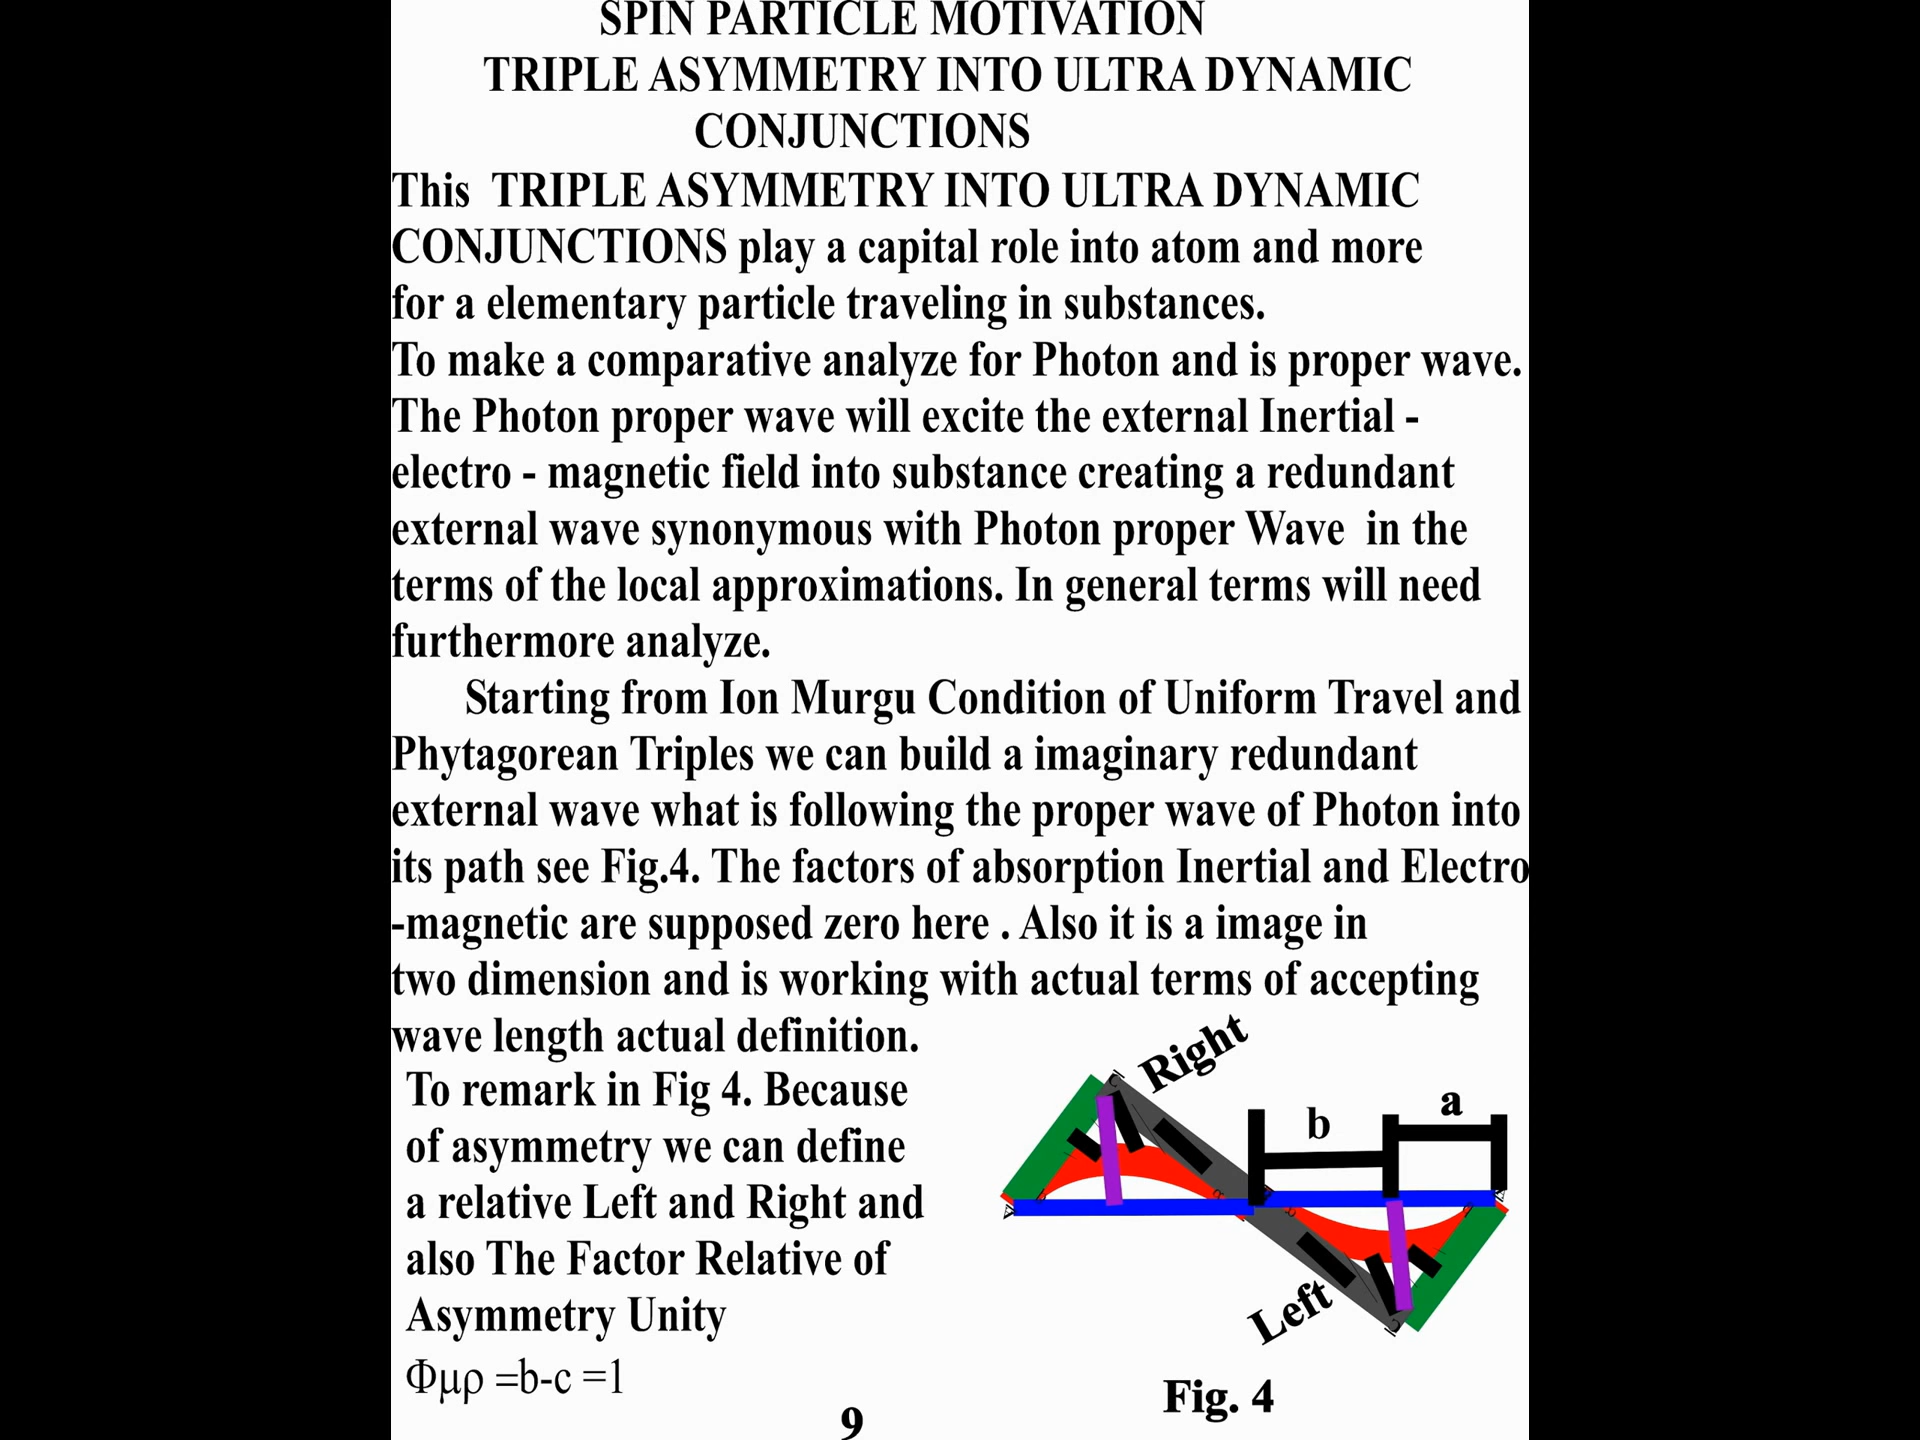 SPIN PARTICLE MOTIVATION
TRIPLE ASYMMETRY INTO ULTRA DYNAMIC
CONJUNCTIONS
This TRIPLE ASYMMETRY INTO ULTRA DYNAMIC
CONJUNCTIONS play a capital role into atom and more
for a elementary particle traveling in substances.
To make a comparative analyze for Photon and is proper wave.
The Photon proper wave will excite the external Inertial -
electro - magnetic field into substance creating a redundant
external wave synonymous with Photon proper Wave in the
terms of the local approximations. In general terms will need
furthermore analyze.
Starting from Ion Murgu Condition of Uniform Travel and
Phytagorean Triples we can build a imaginary redundant
external wave what is following the proper wave of Photon into
its path see Fig.4. The factors of absorption Inertial and Electro
-magnetic are supposed zero here . Also it is a image in
two dimension and is working with actual terms of accepting
wave length actual definition.
To remark in Fig 4. Because
of asymmetry we can define
a relative Left and Right and
also The Factor Relative of
Asymmetry Unity
Φμρ =b-c =1
Right
b
a
Left
Fig. 4
9